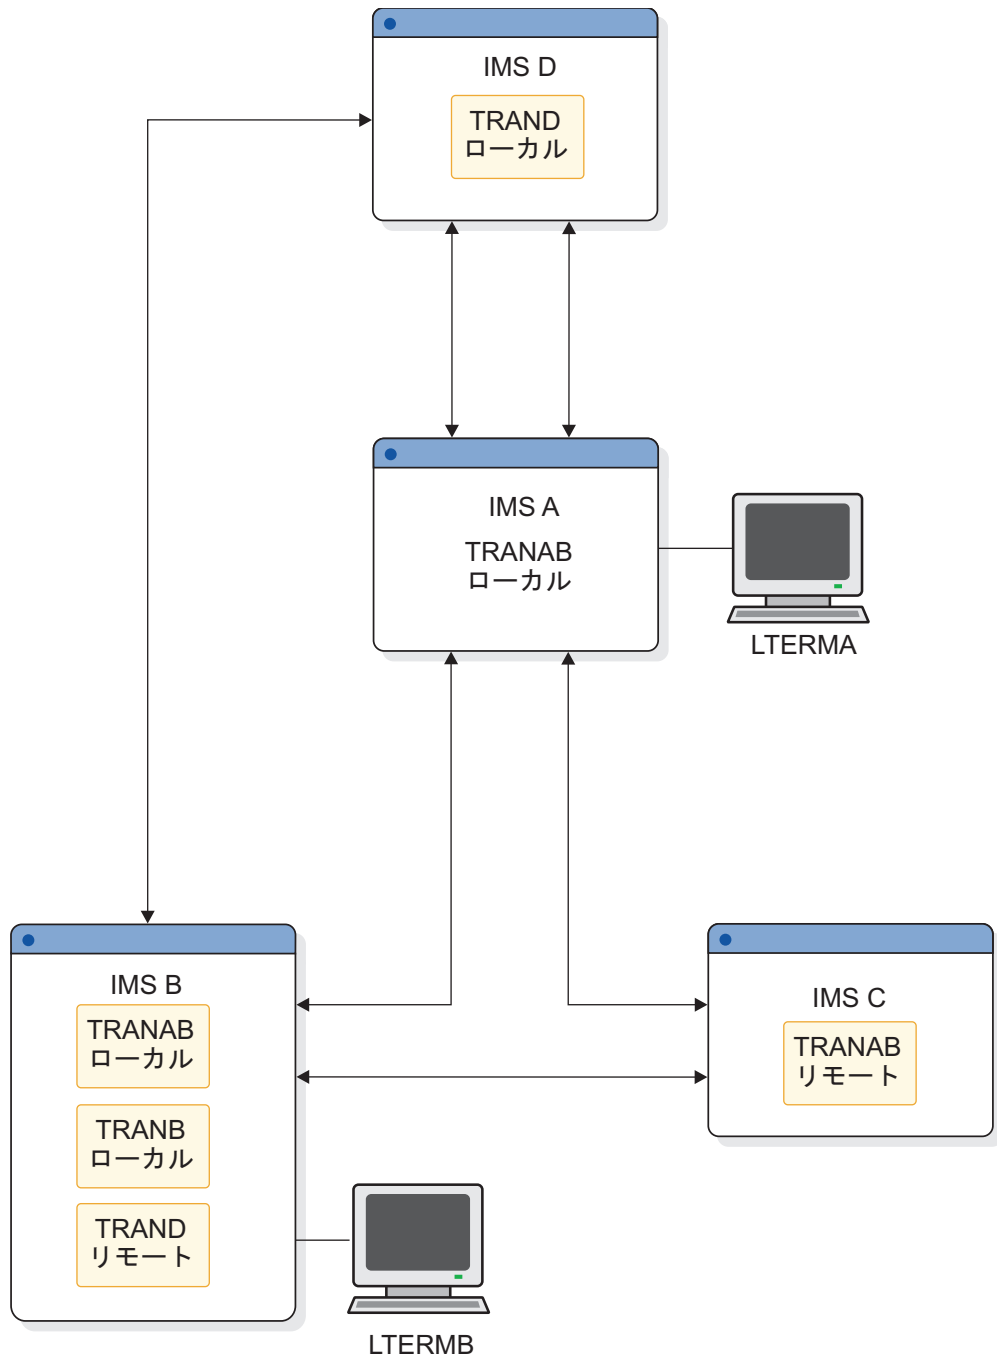 IMS D
TRAND
ローカル
IMS A
TRANAB
ローカル
LTERMA
IMS B
TRANAB
ローカル
TRANB
ローカル
TRAND
リモート
LTERMB
IMS C
TRANAB
リモート